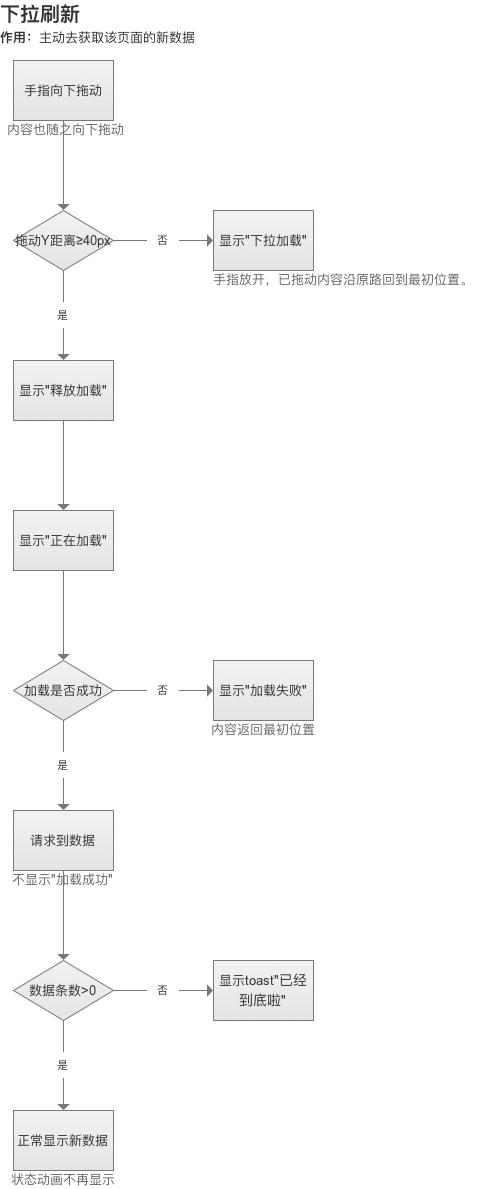 下拉刷新
作用：主动去获取该页面的新数据
手指向下拖动
内容也随之向下拖动
拖动Y距离≥40px
否
显示"下拉加载"
手指放开，已拖动内容沿原路回到最初位置。
是
显示"释放加载"
显示"正在加载"
加载是否成功
否
显示"加载失败"
内容返回最初位置
是
请求到数据
不显示"加载成功"
数据条数>0
否
显示toast"已经
到底啦"
是
正常显示新数据
状态动画不再显示